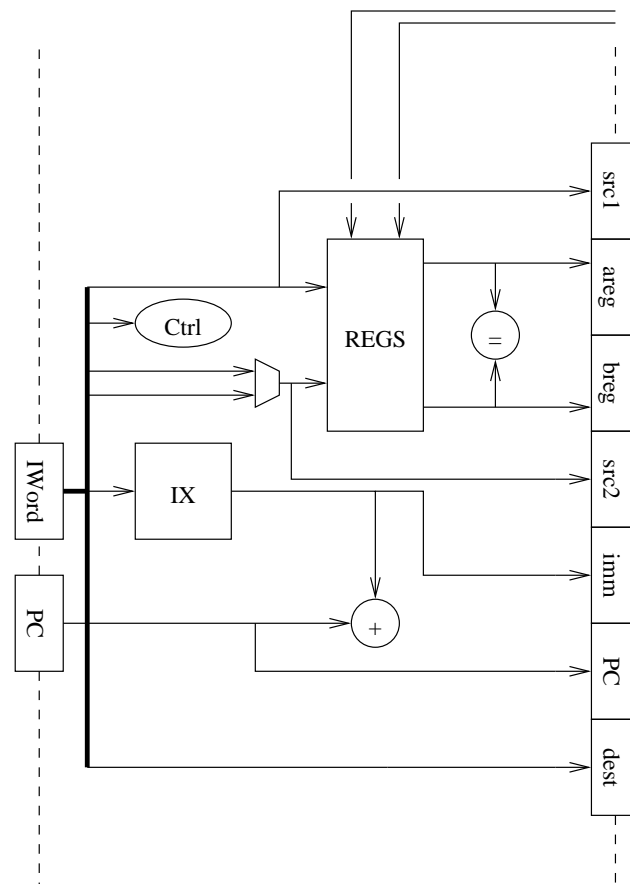 src1
areg
Ctrl
REGS
=
breg
IWord
IX
src2
imm
PC
+
PC
dest